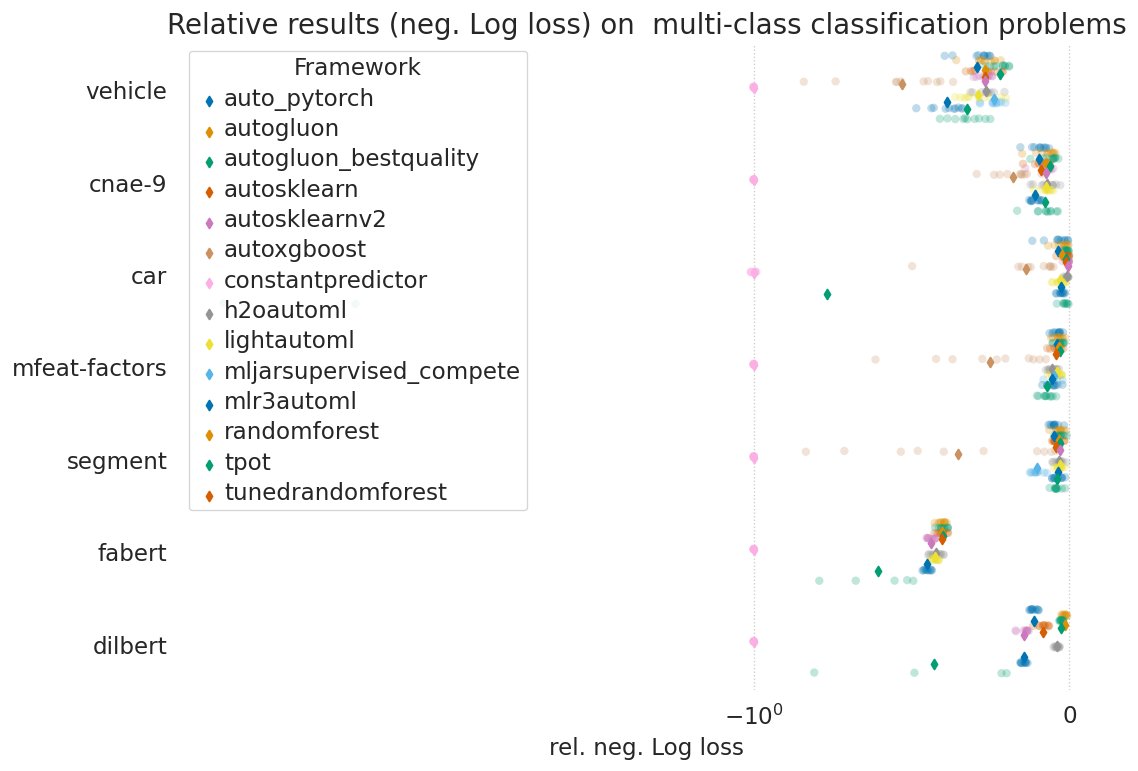 Relative results (neg. Log loss) on  multi-class classification problems
Framework
auto_pytorch
autogluon
autogluon_bestquality
autosklearn
autosklearnv2
autoxgboost
constantpredictor
h2oautoml
lightautoml
mljarsupervised_compete
mlr3automl
randomforest
tpot
tunedrandomforest
vehicle
cnae-9
car
mfeat-factors
segment
fabert
dilbert
−10⁰ 0
rel. neg. Log loss